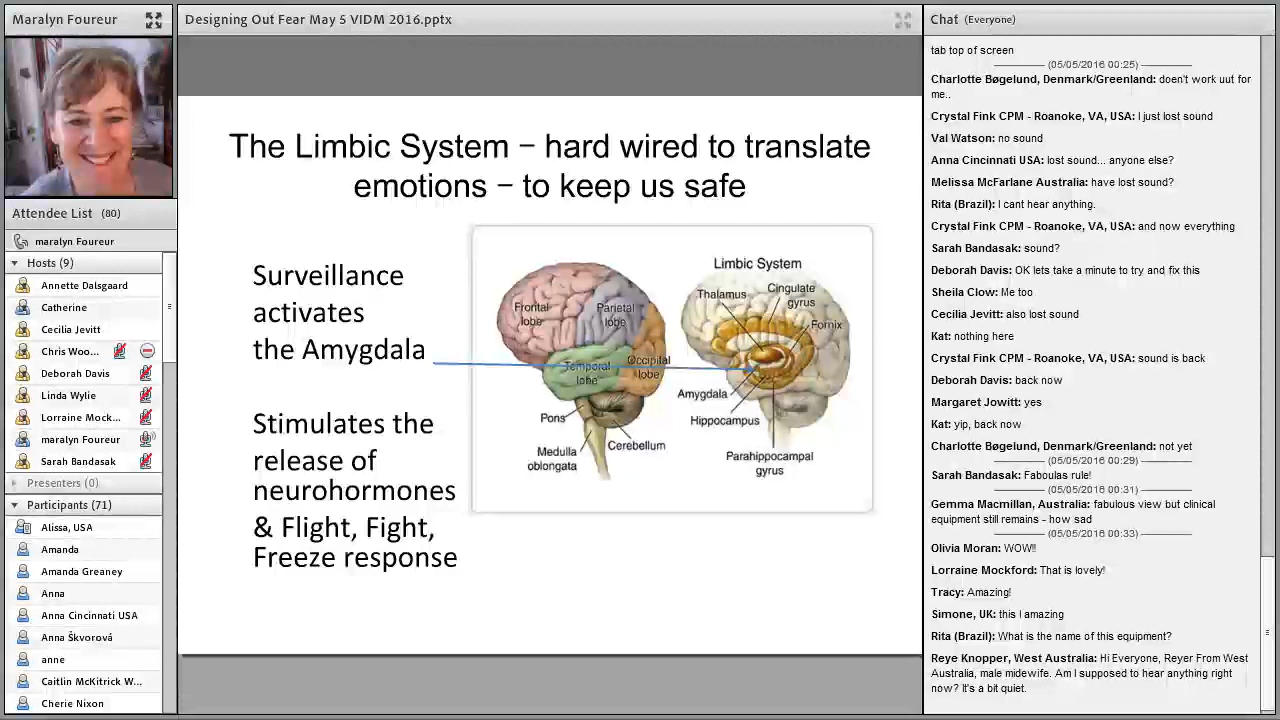 Maralyn Foureur
Attendee List (80)
maralyn Foureur
Hosts (9)
Annette Dalsgaard
Catherine
Cecilia Jevitt
Chris Woo...
Deborah Davis
Linda Wylie
Lorraine Mock...
maralyn Foureur
Sarah Bandasak
Presenters (0)
Participants (71)
Alissa, USA
Amanda
Amanda Greaney
Anna
Anna Cincinnati USA
Anna Škvorová
anne
Caitlin McKitrick W...
Cherie Nixon
Designing Out Fear May 5 VIDM 2016.pptx
The Limbic System – hard wired to translate
emotions – to keep us safe
Surveillance
activates
the Amygdala
Stimulates the
release of
neurohormones
& Flight, Fight,
Freeze response
Frontal
lobe
Parietal
lobe
Temporal
lobe
Occipital
lobe
Pons
Medulla
oblongata
Cerebellum
Limbic System
Thalamus
Cingulate
gyrus
Fornix
Amygdala
Hippocampus
Parahippocampal
gyrus
Chat (Everyone)
tab top of screen
(05/05/2016 00:25)
Charlotte Bøgelund, Denmark/Greenland: doen't work uut for
me..
Crystal Fink CPM - Roanoke, VA, USA: I just lost sound
Val Watson: no sound
Anna Cincinnati USA: lost sound... anyone else?
Melissa McFarlane Australia: have lost sound?
Rita (Brazil): I cant hear anything.
Crystal Fink CPM - Roanoke, VA, USA: and now everything
Sarah Bandasak: sound?
Deborah Davis: OK lets take a minute to try and fix this
Sheila Clow: Me too
Cecilia Jevitt: also lost sound
Kat: nothing here
Crystal Fink CPM - Roanoke, VA, USA: sound is back
Deborah Davis: back now
Margaret Jowitt: yes
Kat: yip, back now
Charlotte Bøgelund, Denmark/Greenland: not yet
(05/05/2016 00:29)
Sarah Bandasak: Faboulas rule!
(05/05/2016 00:31)
Gemma Macmillan, Australia: fabulous view but clinical
equipment still remains - how sad
(05/05/2016 00:33)
Olivia Moran: WOW!!
Lorraine Mockford: That is lovely!
Tracy: Amazing!
Simone, UK: this I amazing
Rita (Brazil): What is the name of this equipment?
Reye Knopper, West Australia: Hi Everyone, Reyer From West
Australia, male midewife. Am I supposed to hear anything right
now? It's a bit quiet.